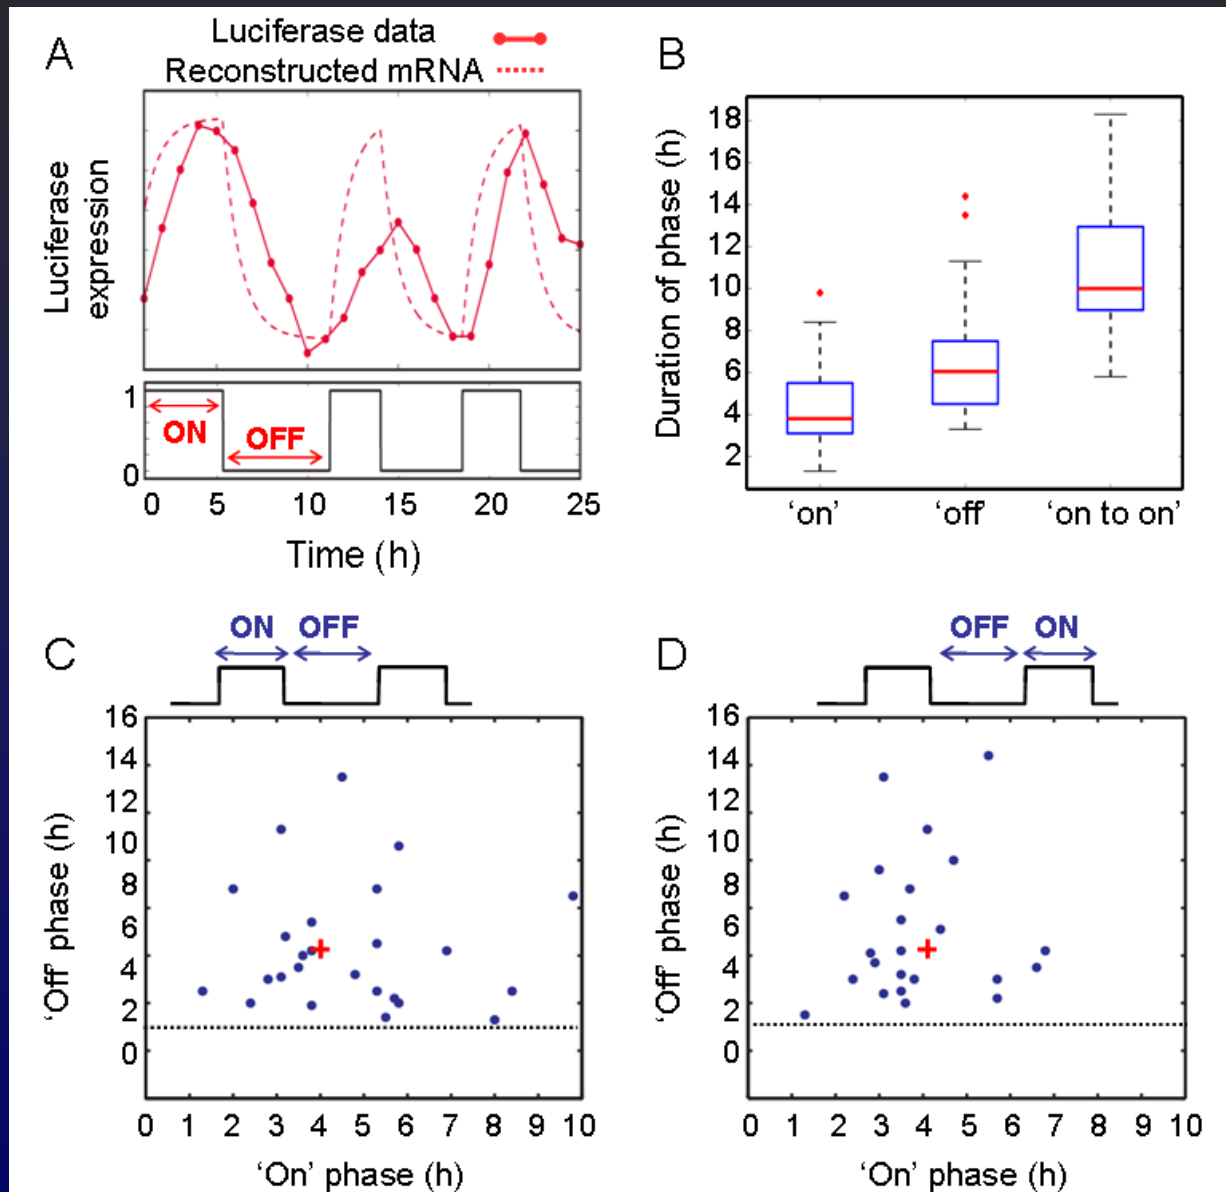 A
Luciferase data
Reconstructed mRNA
Luciferase
expression
1
ON
OFF
0
0 5 10 15 20 25
Time (h)
B
Duration of phase (h)
18
16
14
12
10
8
6
4
2
‘on’ ‘off’ ‘on to on’
C
ON OFF
‘Off’ phase (h)
16
14
12
10
8
6
4
2
0
0 1 2 3 4 5 6 7 8 9 10
‘On’ phase (h)
D
OFF ON
‘Off’ phase (h)
16
14
12
10
8
6
4
2
0
0 1 2 3 4 5 6 7 8 9 10
‘On’ phase (h)